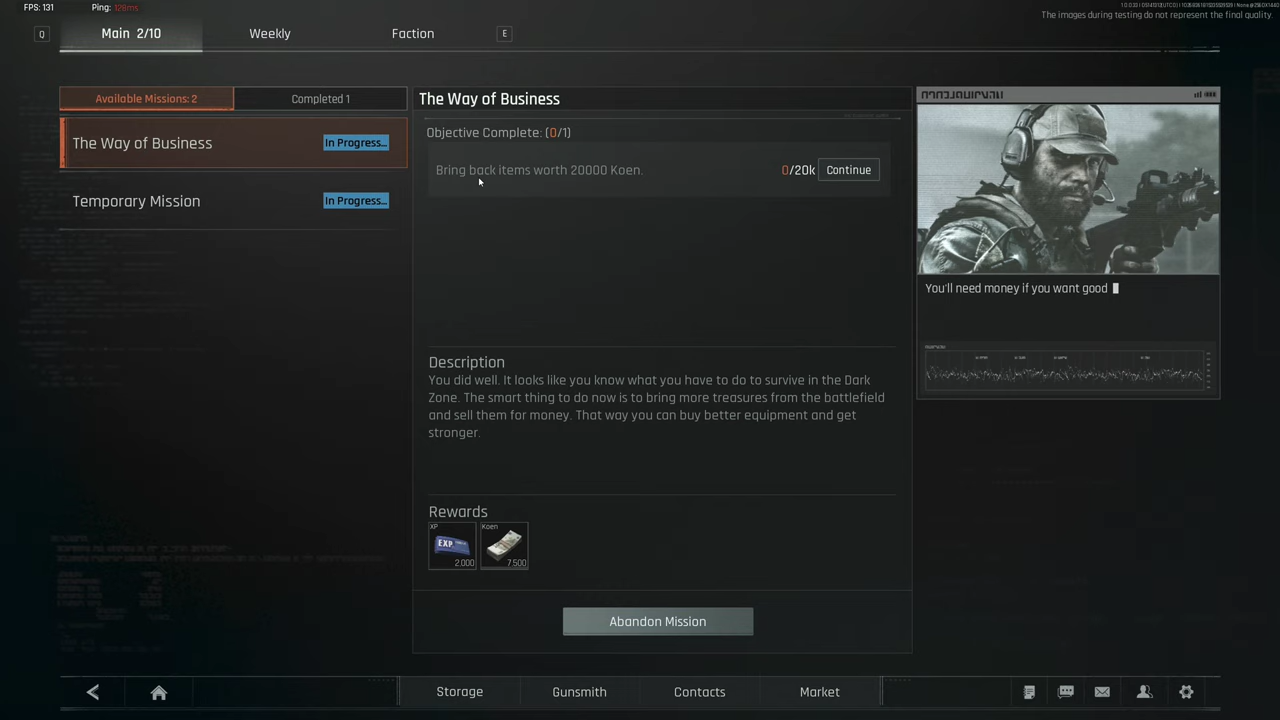 FPS: 131
Ping: 128ms
The images during testing do not represent the final quality.
Q
Main 2/10
Weekly
Faction
E
Available Missions: 2
Completed 1
The Way of Business
In Progress...
Temporary Mission
In Progress...
The Way of Business
Objective Complete: (0/1)
Bring back items worth 20000 Koen.
0/20k
Continue
Description
You did well. It looks like you know what you have to do to survive in the Dark
Zone. The smart thing to do now is to bring more treasures from the battlefield
and sell them for money. That way you can buy better equipment and get
stronger.
Rewards
XP
EXP
2,000
Koen
7,500
Abandon Mission
You'll need money if you want good
Storage
Gunsmith
Contacts
Market